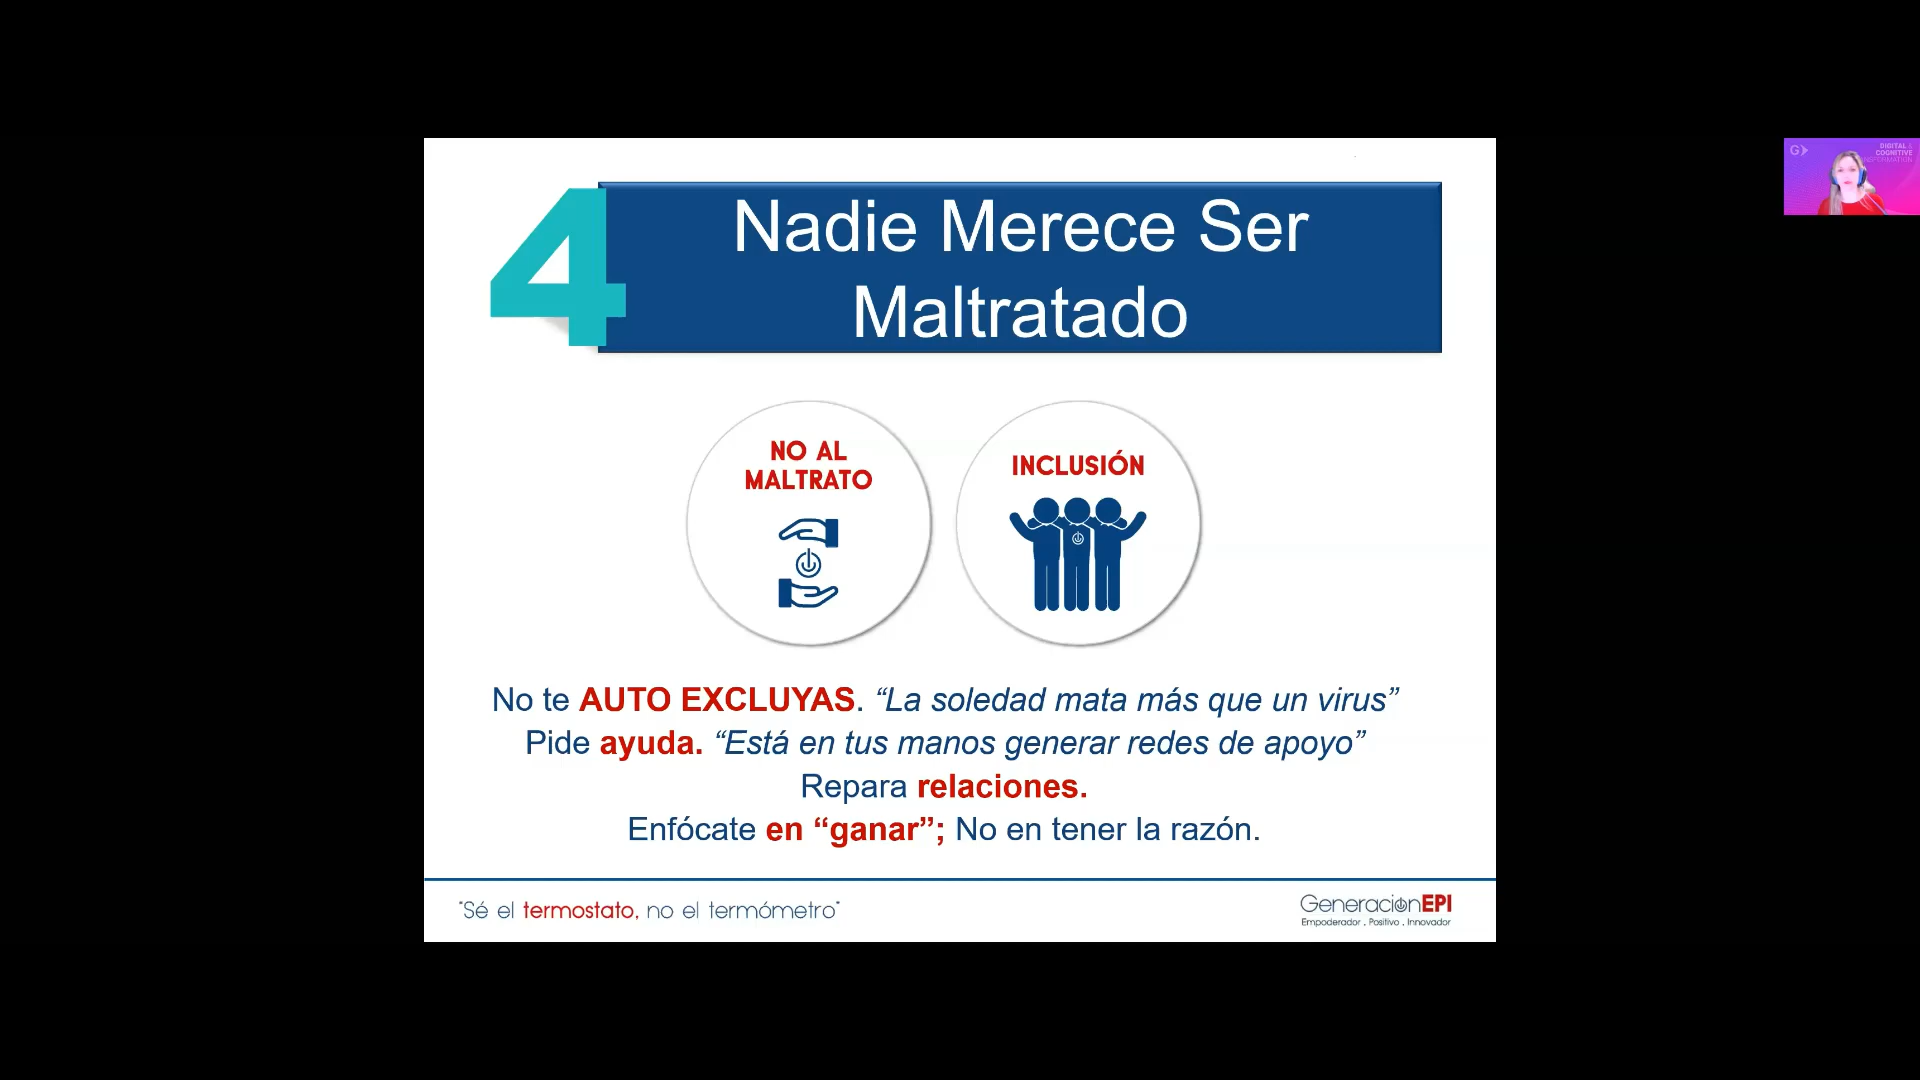 4
Nadie Merece Ser
Maltratado
NO AL
MALTRATO
INCLUSIÓN
No te AUTO EXCLUYAS. “La soledad mata más que un virus”
Pide ayuda. “Está en tus manos generar redes de apoyo”
Repara relaciones.
Enfócate en “ganar”; No en tener la razón.
"Sé el termostato, no el termómetro"
GeneraciónEPI
Empoderador . Positivo . Innovador
G
DIGITAL &
COGNITIVE